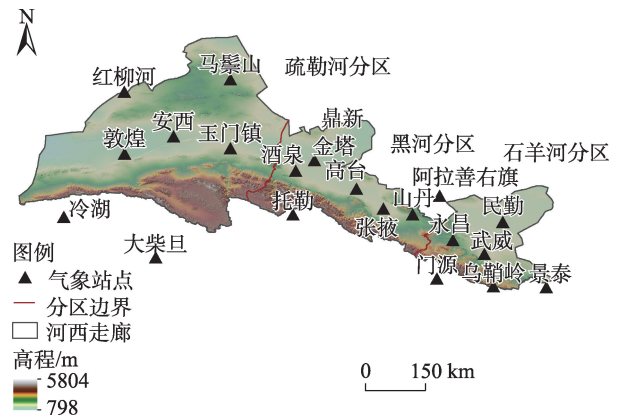 N
马鬃山
疏勒河分区
红柳河
鼎新
安西
玉门镇
黑河分区
敦煌
酒泉
金塔
石羊河分区
高台
阿拉善右旗
山丹
民勤
冷湖
托勒
张掖
永昌
武威
大柴旦
门源
乌鞘岭
景泰
图例
气象站点
分区边界
河西走廊
高程/m
5804
798
0
150 km